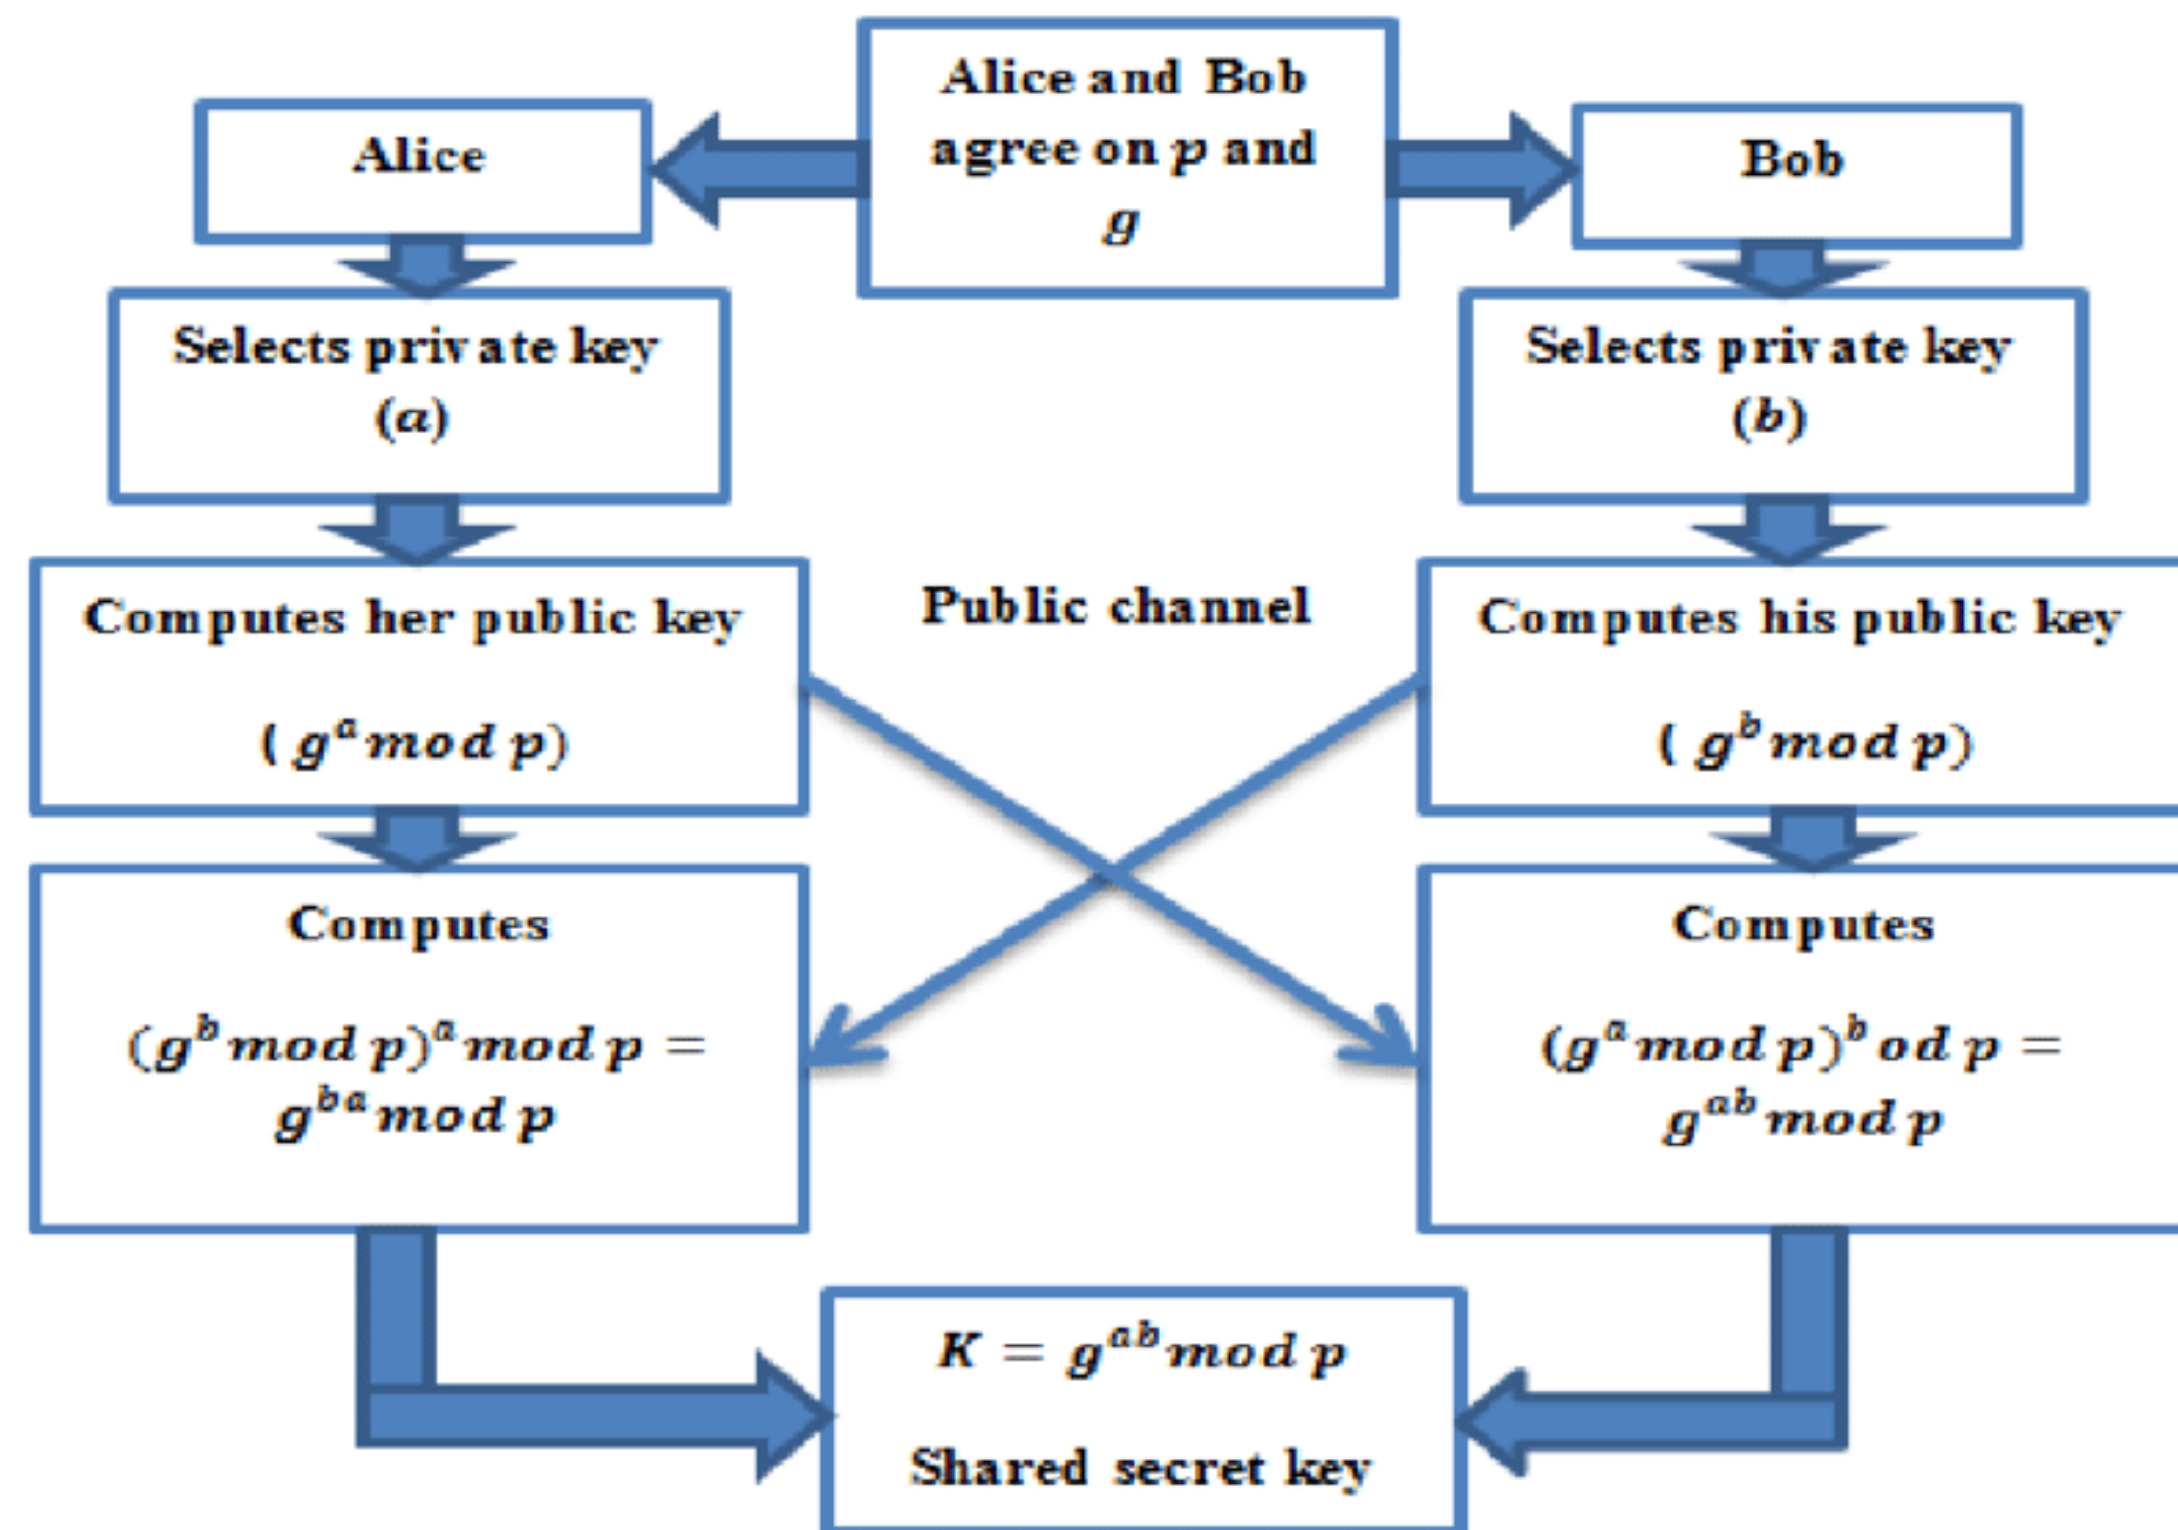 Alice and Bob
agree on p and
g
Alice
Bob
Selects private key
(a)
Selects private key
(b)
Computes her public key
( g^a mod p)
Public channel
Computes his public key
( g^b mod p)
Computes
(g^b mod p)^a mod p =
g^ba mod p
Computes
(g^a mod p)^b od p =
g^ab mod p
K = g^ab mod p
Shared secret key